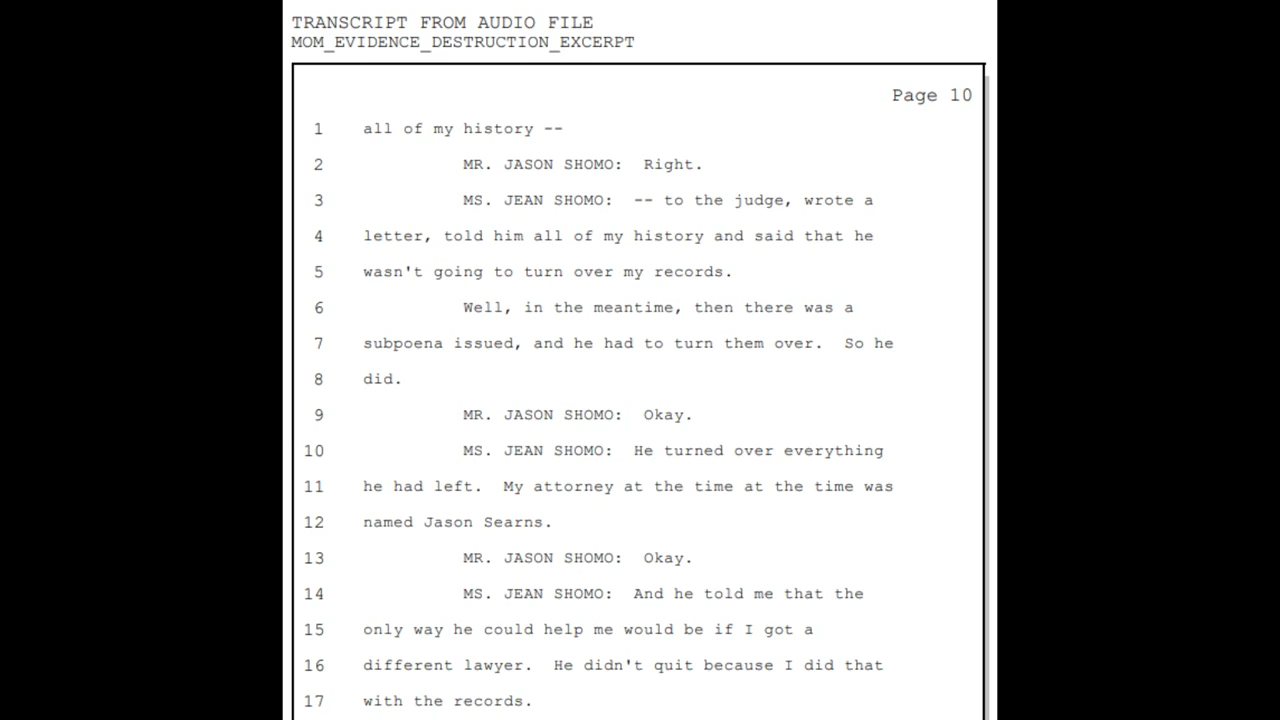 TRANSCRIPT FROM AUDIO FILE
MOM_EVIDENCE_DESTRUCTION_EXCERPT
Page 10
1 all of my history --
2 MR. JASON SHOMO: Right.
3 MS. JEAN SHOMO: -- to the judge, wrote a
4 letter, told him all of my history and said that he
5 wasn't going to turn over my records.
6 Well, in the meantime, then there was a
7 subpoena issued, and he had to turn them over. So he
8 did.
9 MR. JASON SHOMO: Okay.
10 MS. JEAN SHOMO: He turned over everything
11 he had left. My attorney at the time at the time was
12 named Jason Searns.
13 MR. JASON SHOMO: Okay.
14 MS. JEAN SHOMO: And he told me that the
15 only way he could help me would be if I got a
16 different lawyer. He didn't quit because I did that
17 with the records.